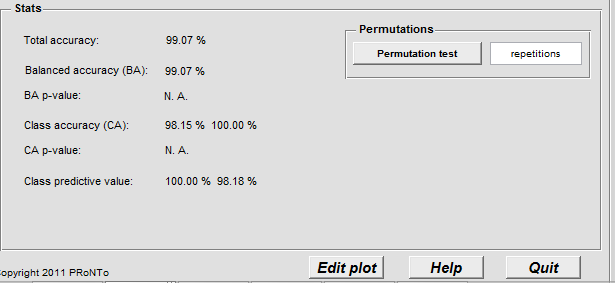 Stats
Total accuracy: 99.07 %
Balanced accuracy (BA): 99.07 %
BA p-value: N. A.
Class accuracy (CA): 98.15 % 100.00 %
CA p-value: N. A.
Class predictive value: 100.00 % 98.18 %
Permutations
Permutation test repetitions
opyright 2011 PRoNTo
Edit plot Help Quit